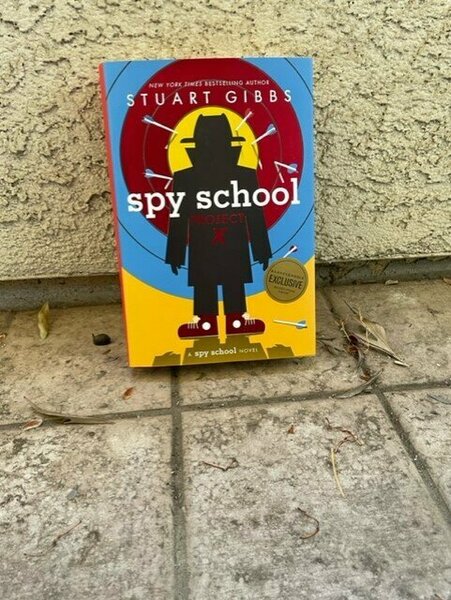 NEW YORK TIMES BESTSELLING AUTHOR
STUART GIBBS
spy school
PROJECT
X
EXCLUSIVE
A spy school NOVEL